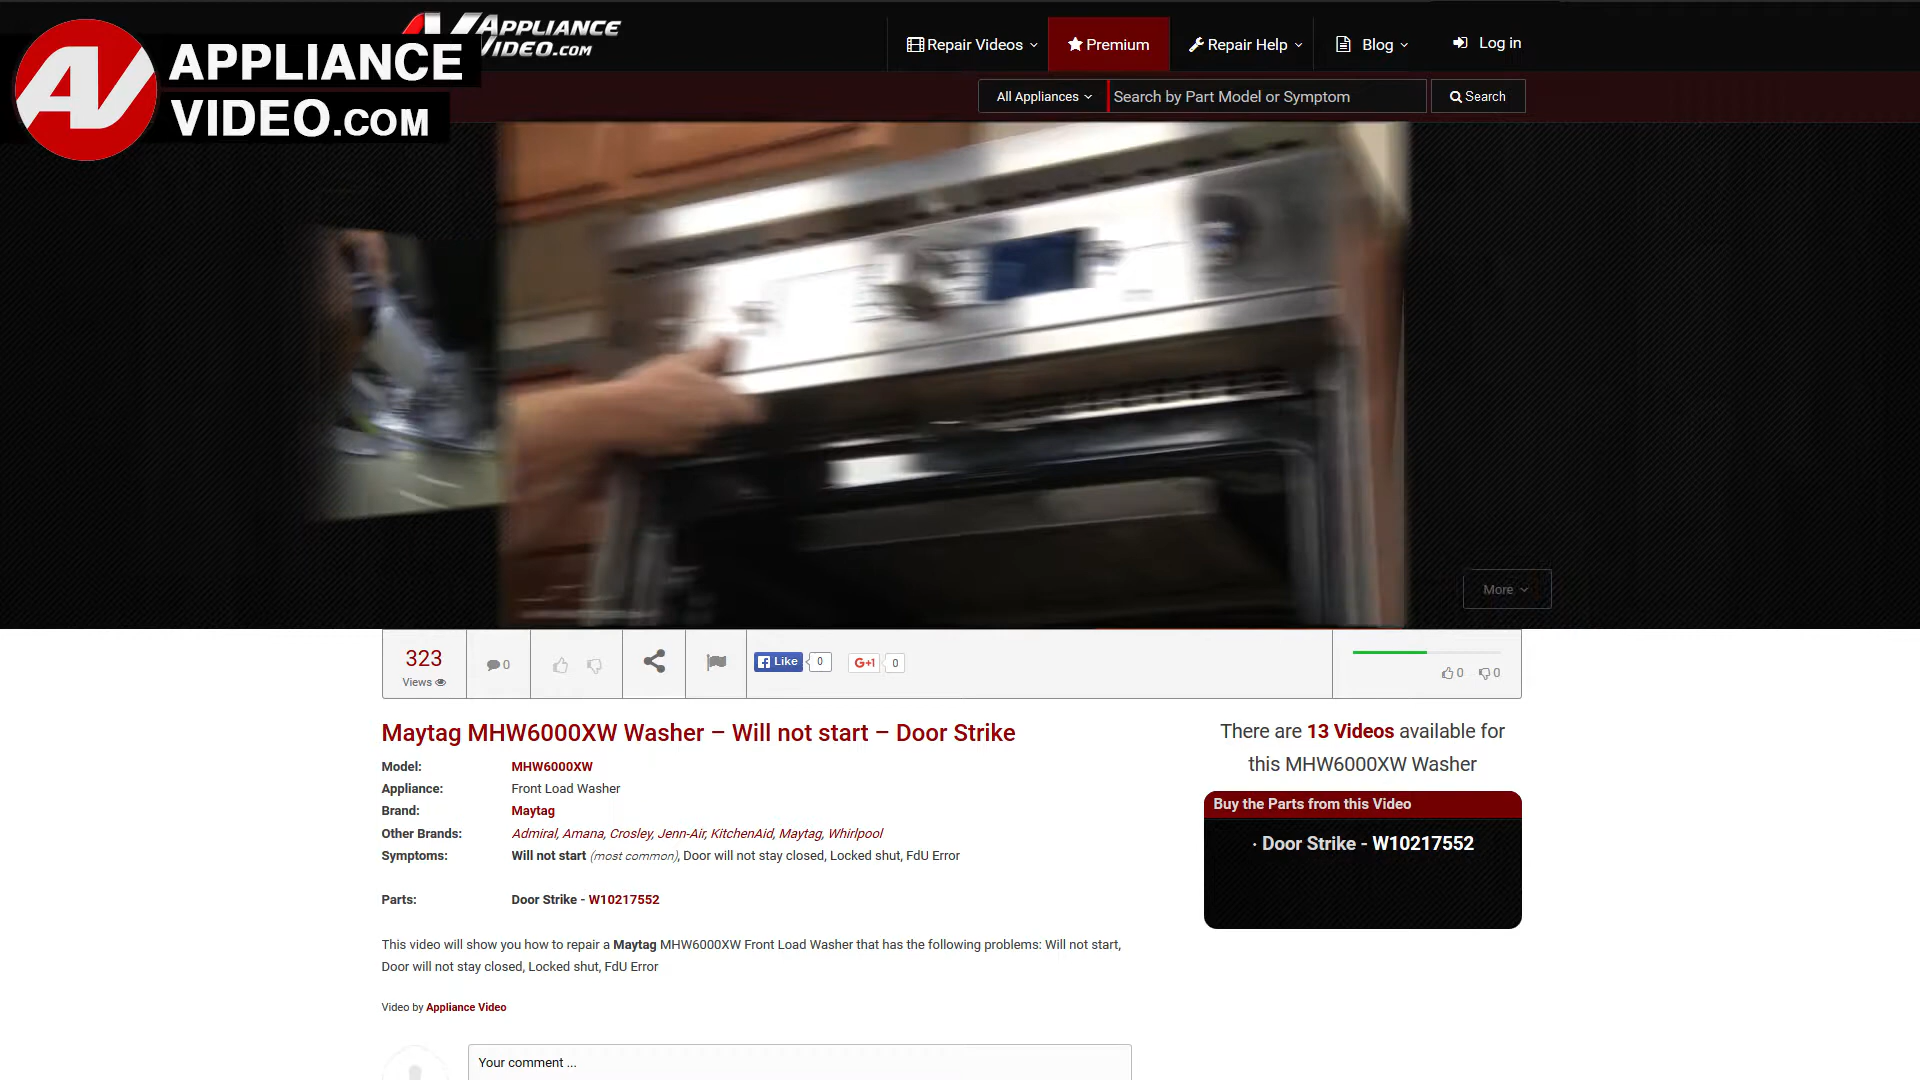 APPLIANCE
VIDEO.COM
APPLIANCE
VIDEO.COM
Repair Videos
Premium
Repair Help
Blog
Log in
All Appliances
Search by Part Model or Symptom
Search
More
323
Views
0
Like
0
G+1
0
0
0
Maytag MHW6000XW Washer – Will not start – Door Strike
Model: MHW6000XW
Appliance: Front Load Washer
Brand: Maytag
Other Brands: Admiral, Amana, Crosley, Jenn-Air, KitchenAid, Maytag, Whirlpool
Symptoms: Will not start (most common), Door will not stay closed, Locked shut, FdU Error
Parts: Door Strike - W10217552
This video will show you how to repair a Maytag MHW6000XW Front Load Washer that has the following problems: Will not start,
Door will not stay closed, Locked shut, FdU Error
Video by Appliance Video
Your comment ...
There are 13 Videos available for
this MHW6000XW Washer
Buy the Parts from this Video
· Door Strike - W10217552